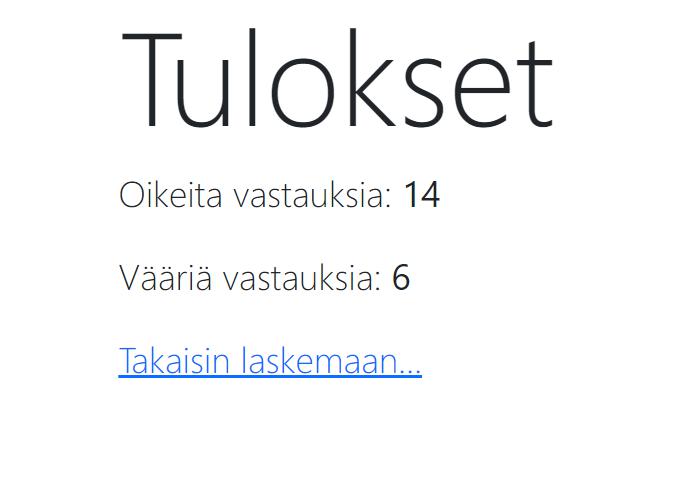 Tulokset
Oikeita vastauksia: 14
Vääriä vastauksia: 6
Takaisin laskemaan...